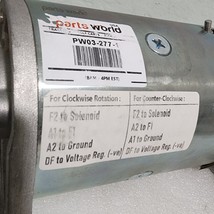 parts world
PW03-277-
For Clockwise Rotation :
F2 to Solenoid
A1 to F1
A2 to Ground
DF to Voltage Reg. (-ve)
For Counter-Clockwise :
F2 to Solenoid
A2 to F1
A1 to Ground
DF to Voltage Reg. (-ve)